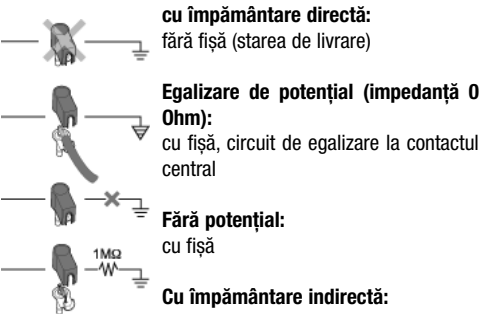 cu împământare directă:
fără fișă (starea de livrare)
Egalizare de potențial (impedanță 0
Ohm):
cu fișă, circuit de egalizare la contactul
central
Fără potențial:
cu fișă
1MΩ
Cu împământare indirectă: